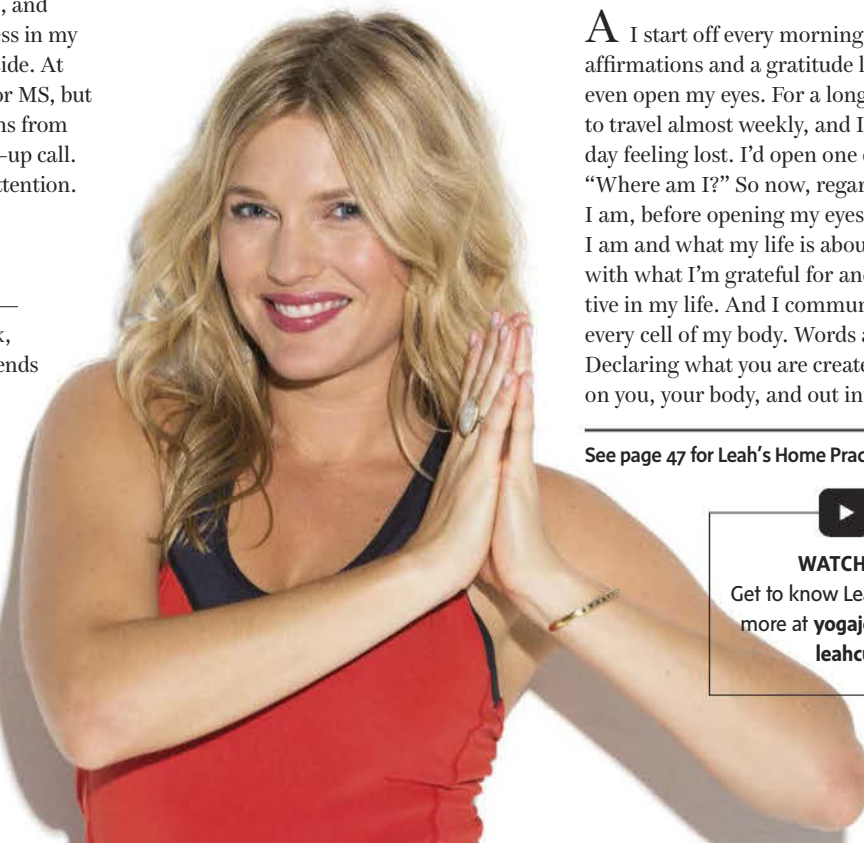 , and
ess in my
ide. At
or MS, but
ns from
-up call.
ttention.
—
k,
ends
A I start off every morning
affirmations and a gratitude l
even open my eyes. For a long
to travel almost weekly, and I
day feeling lost. I’d open one
“Where am I?” So now, regar
I am, before opening my eyes
I am and what my life is abou
with what I’m grateful for and
tive in my life. And I commun
every cell of my body. Words a
Declaring what you are create
on you, your body, and out in
See page 47 for Leah’s Home Prac
WATCH
Get to know Lea
more at yogaj
leahcu